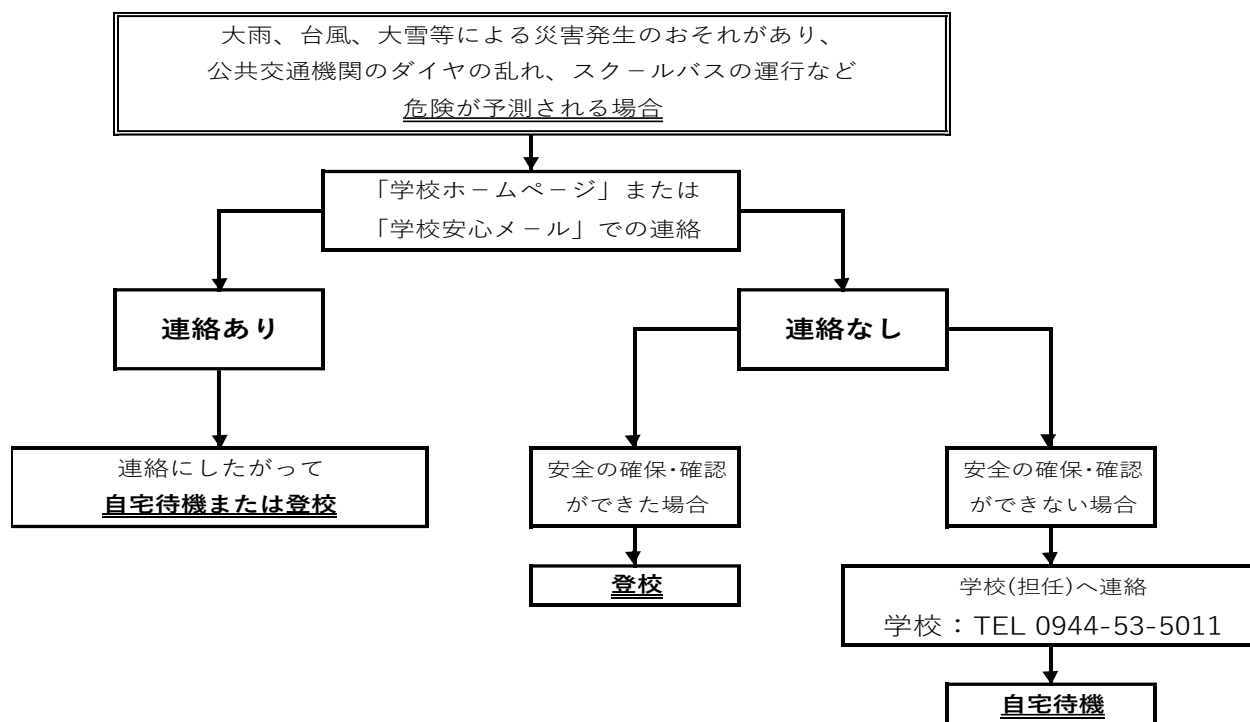 大雨、台風、大雪等による災害発生のおそれがあり、
公共交通機関のダイヤの乱れ、スク－ルバスの運行など
危険が予測される場合
「学校ホ－ムペ－ジ」または
「学校安心メ－ル」での連絡
連絡あり
連絡なし
連絡にしたがって
自宅待機または登校
安全の確保･確認
ができた場合
安全の確保･確認
ができない場合
登校
学校(担任)へ連絡
学校：TEL 0944-53-5011
自宅待機